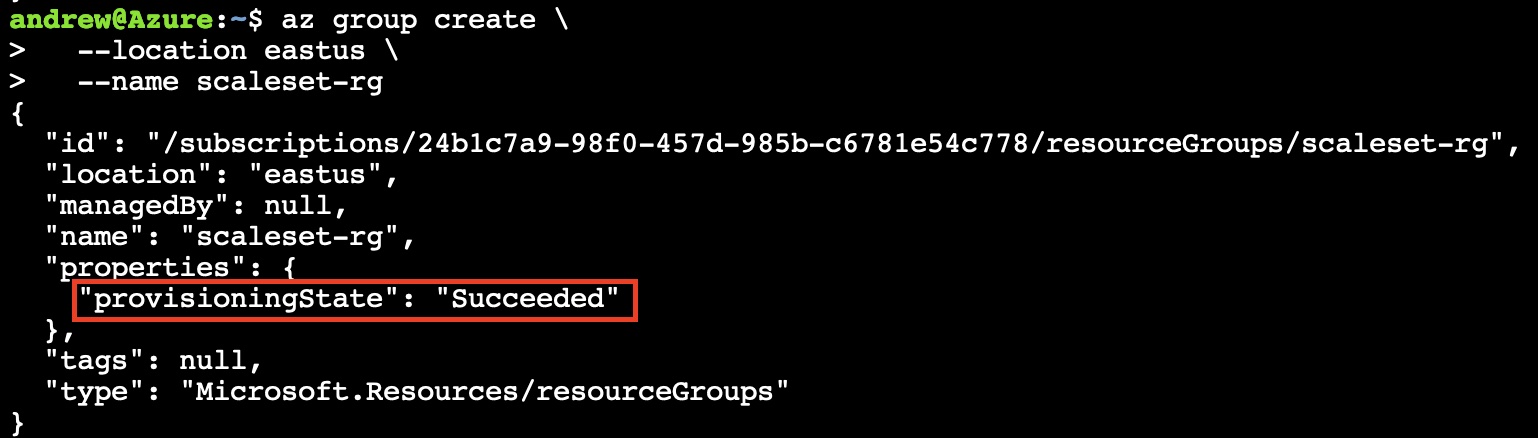 andrew@Azure:~$ az group create \
>   --location eastus \
>   --name scaleset-rg
{
  "id": "/subscriptions/24b1c7a9-98f0-457d-985b-c6781e54c778/resourceGroups/scaleset-rg",
  "location": "eastus",
  "managedBy": null,
  "name": "scaleset-rg",
  "properties": {
    "provisioningState": "Succeeded"
  },
  "tags": null,
  "type": "Microsoft.Resources/resourceGroups"
}